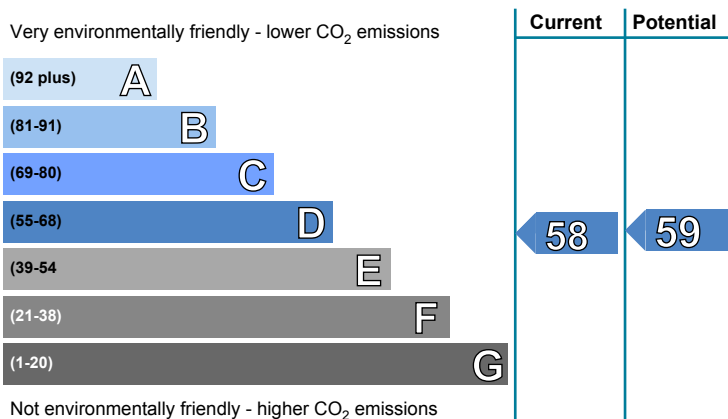 Current Potential
Very environmentally friendly - lower CO2 emissions
(92 plus) A
(81-91) B
(69-80) C
(55-68) D
58 59
(39-54 E
(21-38) F
(1-20) G
Not environmentally friendly - higher CO2 emissions